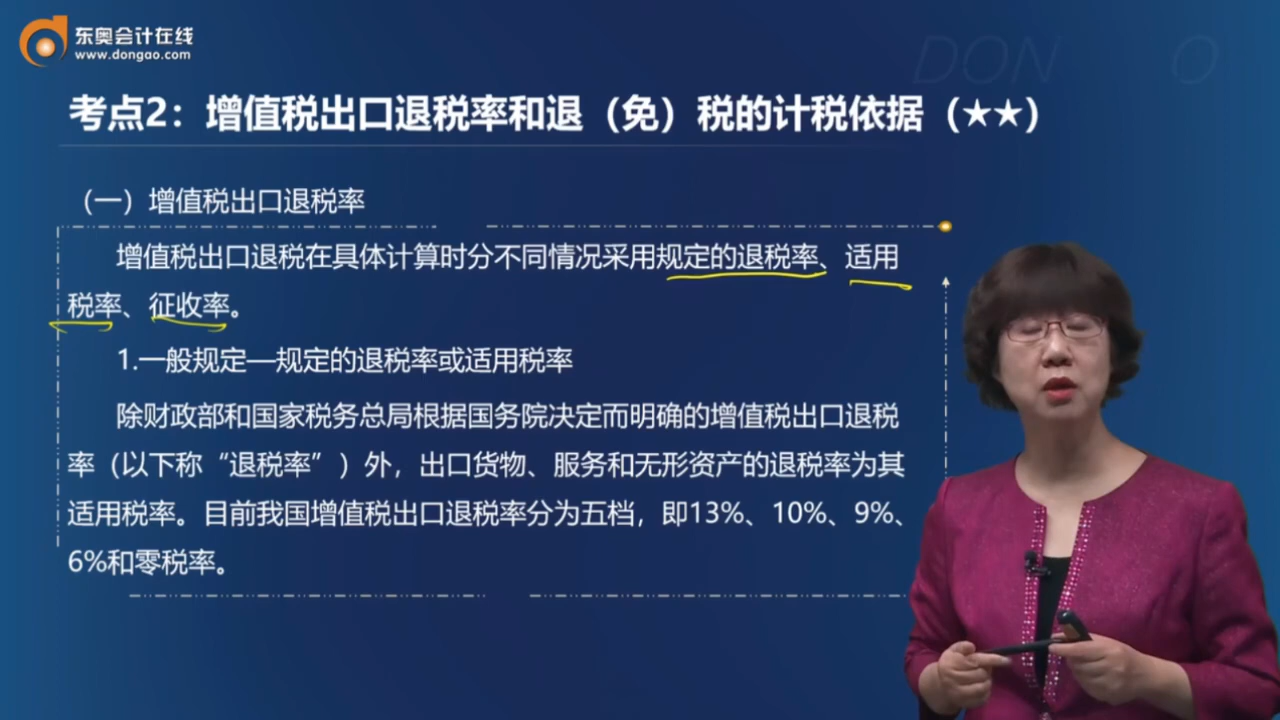 东奥会计在线
www.dongao.com
DON O
考点2：增值税出口退税率和退（免）税的计税依据（★★）
（一）增值税出口退税率
增值税出口退税在具体计算时分不同情况采用规定的退税率、适用
税率、征收率。
1.一般规定—规定的退税率或适用税率
除财政部和国家税务总局根据国务院决定而明确的增值税出口退税
率（以下称“退税率”）外，出口货物、服务和无形资产的退税率为其
适用税率。目前我国增值税出口退税率分为五档，即13%、10%、9%、
6%和零税率。